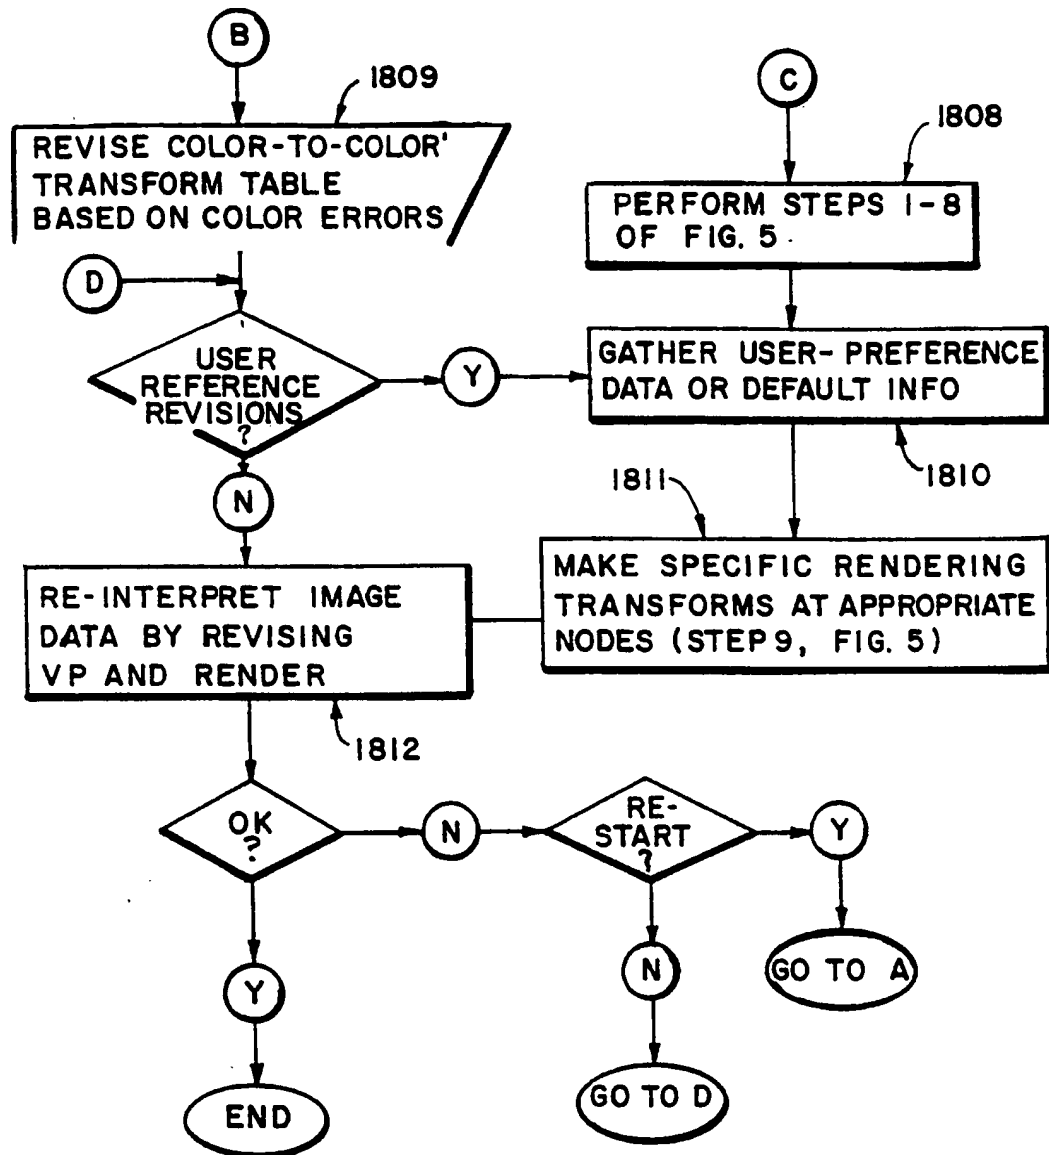 B
1809
REVISE COLOR-TO-COLOR'
TRANSFORM TABLE
BASED ON COLOR ERRORS
C
1808
PERFORM STEPS 1-8
OF FIG. 5
D
USER
REFERENCE
REVISIONS
?
Y
GATHER USER-PREFERENCE
DATA OR DEFAULT INFO
1810
N
1811
RE-INTERPRET IMAGE
DATA BY REVISING
VP AND RENDER
1812
MAKE SPECIFIC RENDERING
TRANSFORMS AT APPROPRIATE
NODES (STEP 9, FIG. 5)
OK
?
N
RE-
START
?
Y
GO TO A
Y
END
N
GO TO D